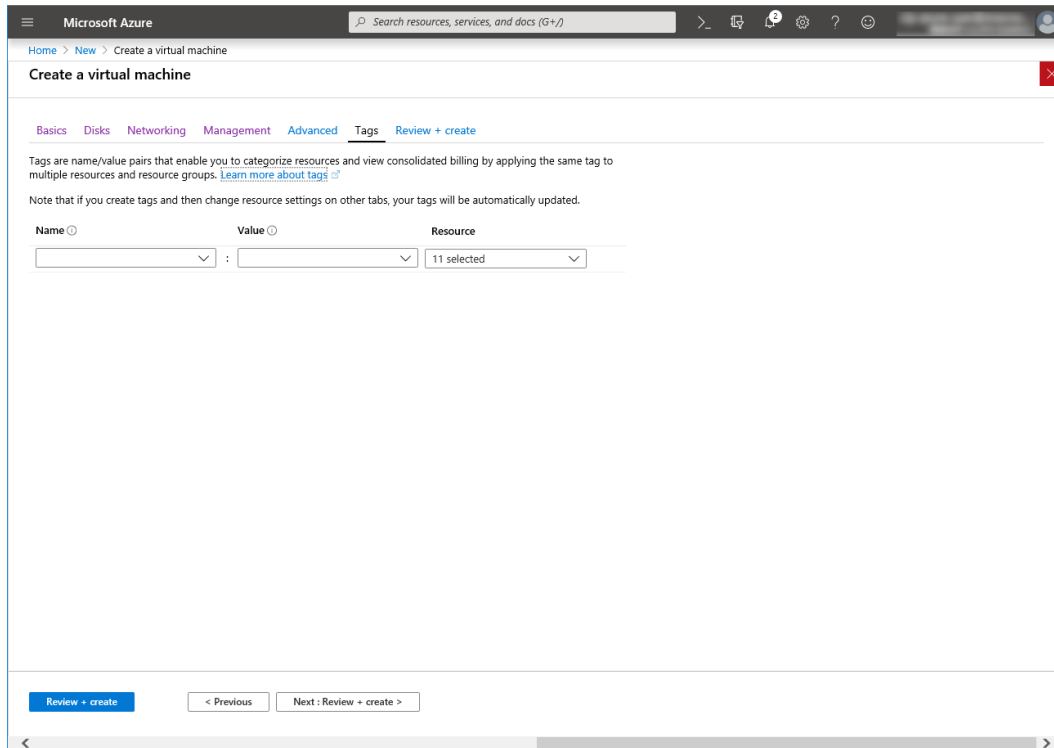 Microsoft Azure
Search resources, services, and docs (G+/)
2
Home > New > Create a virtual machine
Create a virtual machine
Basics Disks Networking Management Advanced Tags Review + create
Tags are name/value pairs that enable you to categorize resources and view consolidated billing by applying the same tag to
multiple resources and resource groups. Learn more about tags
Note that if you create tags and then change resource settings on other tabs, your tags will be automatically updated.
Name Value Resource
: 11 selected
Review + create < Previous Next : Review + create >